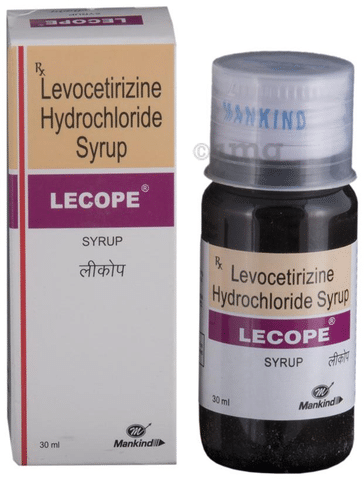 Rx
Levocetirizine
Hydrochloride
Syrup
LECOPE®
SYRUP
लीकोप
30 ml
Mankind
MANKIND
1mg
Rx
Levocetirizine
Hydrochloride Syrup
LECOPE®
SYRUP
लीकोप
30 ml
Mankind